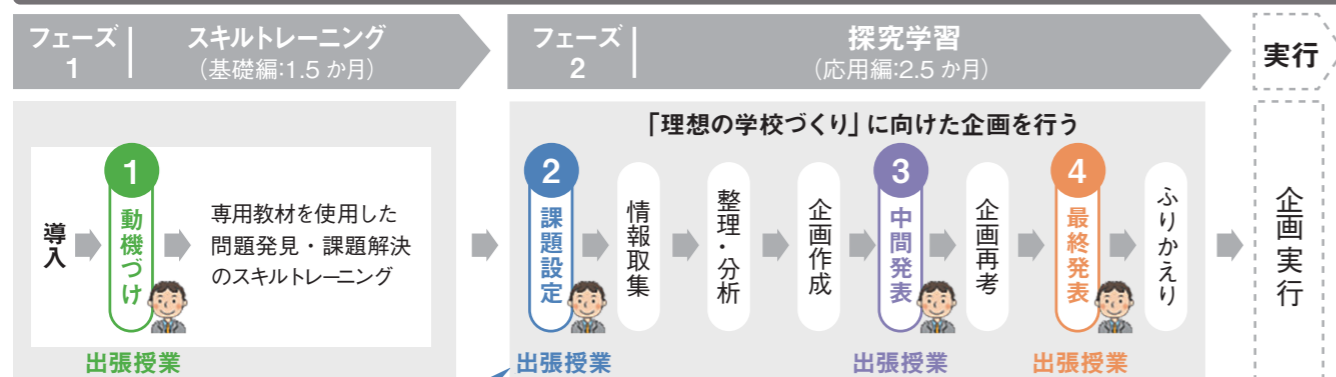 フェーズ
1
スキルトレーニング
(基礎編:1.5 か月)
フェーズ
2
探究学習
(応用編:2.5 か月)
実行
導入
1
動機づけ
専用教材を使用した
問題発見・課題解決
のスキルトレーニング
出張授業
「理想の学校づくり」に向けた企画を行う
2
課題設定
出張授業
情報収集
整理・分析
企画作成
3
中間発表
出張授業
企画再考
4
最終発表
出張授業
ふりかえり
企画実行